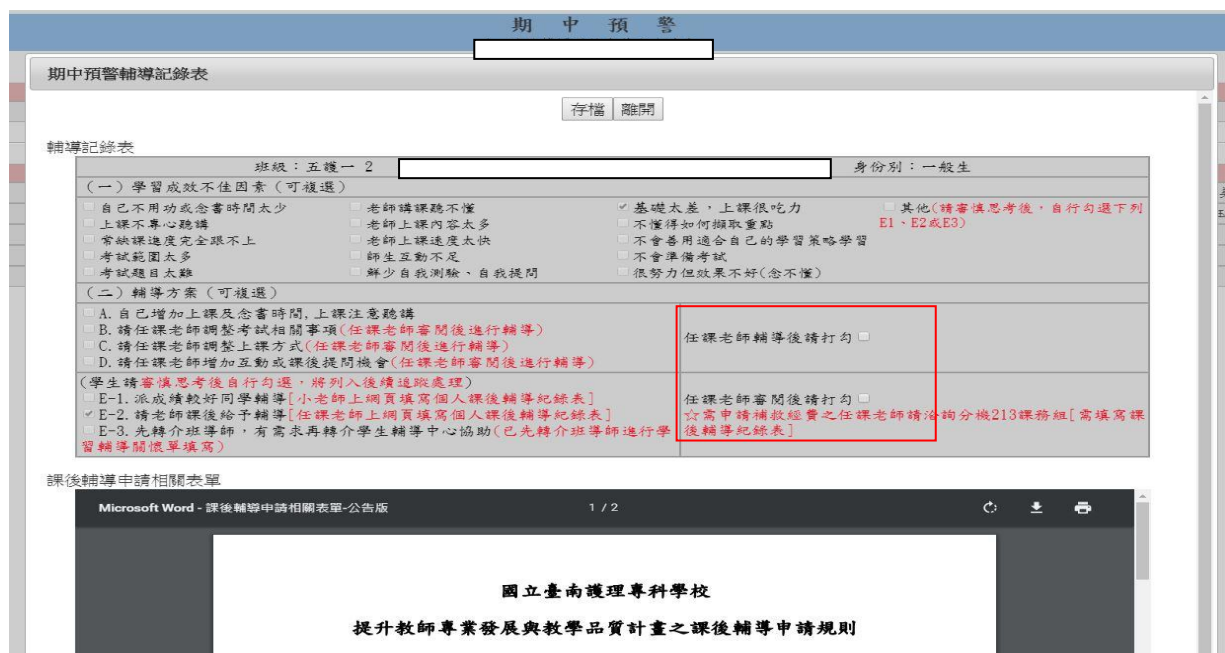 期 中 預 警
期中預警輔導記錄表
存檔 離開
輔導記錄表
班級：五護一 2 身份別：一般生
(一) 學習成效不佳因素 (可複選)
自己不用功或念書時間太少 老師講課聽不懂 基礎太差，上課很吃力 其他(請審慎思考後，自行勾選下列E1、E2或E3)
上課不專心聽講 老師上課內容太多 不懂得如何擷取重點
常缺課進度完全跟不上 老師上課速度太快 不會善用適合自己的學習策略學習
考試範圍太多 師生互動不足 不會準備考試
考試題目太難 鮮少自我測驗、自我提問 很努力但效果不好(念不懂)
(二) 輔導方案 (可複選)
A. 自己增加上課及念書時間, 上課注意聽講
B. 請任課老師調整考試相關事項(任課老師審閱後進行輔導)
C. 請任課老師調整上課方式(任課老師審閱後進行輔導)
D. 請任課老師增加互動或課後提問機會(任課老師審閱後進行輔導)
任課老師輔導後請打勾
(學生請審慎思考後自行勾選，將列入後續追蹤處理)
E-1. 派成績較好同學輔導[小老師上網頁填寫個人課後輔導紀錄表]
E-2. 請老師課後給予輔導[任課老師上網頁填寫個人課後輔導紀錄表]
E-3. 先轉介班導師，有需求再轉介學生輔導中心協助(已先轉介班導師進行學
習輔導關懷單填寫)
任課老師審閱後請打勾
☆需申請補救經費之任課老師請洽詢分機213課務組[需填寫課
後輔導紀錄表]
課後輔導申請相關表單
Microsoft Word - 課後輔導申請相關表單-公告版 1 / 2
國立臺南護理專科學校
提升教師專業發展與教學品質計畫之課後輔導申請規則